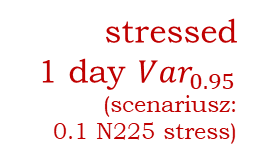 stressed
1 day Var₀.₉₅
(scenariusz:
0.1 N225 stress)